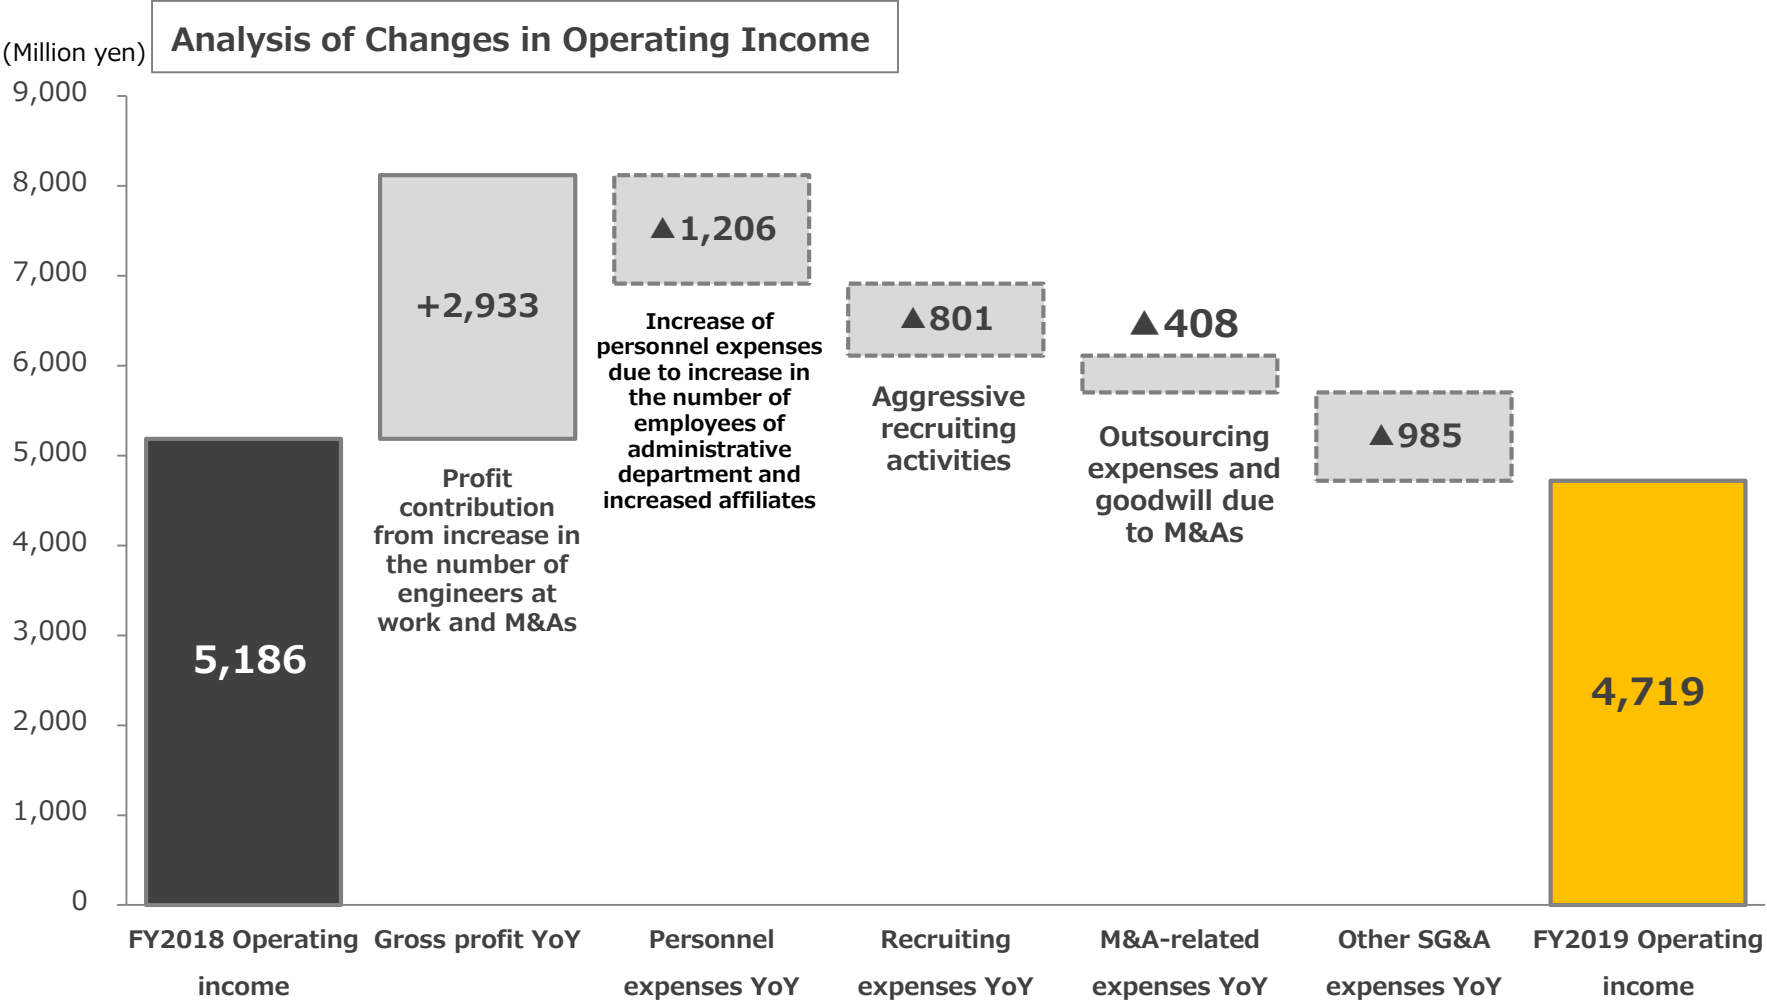 Analysis of Changes in Operating Income
(Million yen)
9,000
8,000
7,000
6,000
5,000
4,000
3,000
2,000
1,000
0
5,186
+2,933
Profit
contribution
from increase in
the number of
engineers at
work and M&As
▲1,206
Increase of
personnel expenses
due to increase in
the number of
employees of
administrative
department and
increased affiliates
▲801
Aggressive
recruiting
activities
▲408
Outsourcing
expenses and
goodwill due
to M&As
▲985
4,719
FY2018 Operating
income
Gross profit YoY
Personnel
expenses YoY
Recruiting
expenses YoY
M&A-related
expenses YoY
Other SG&A
expenses YoY
FY2019 Operating
income